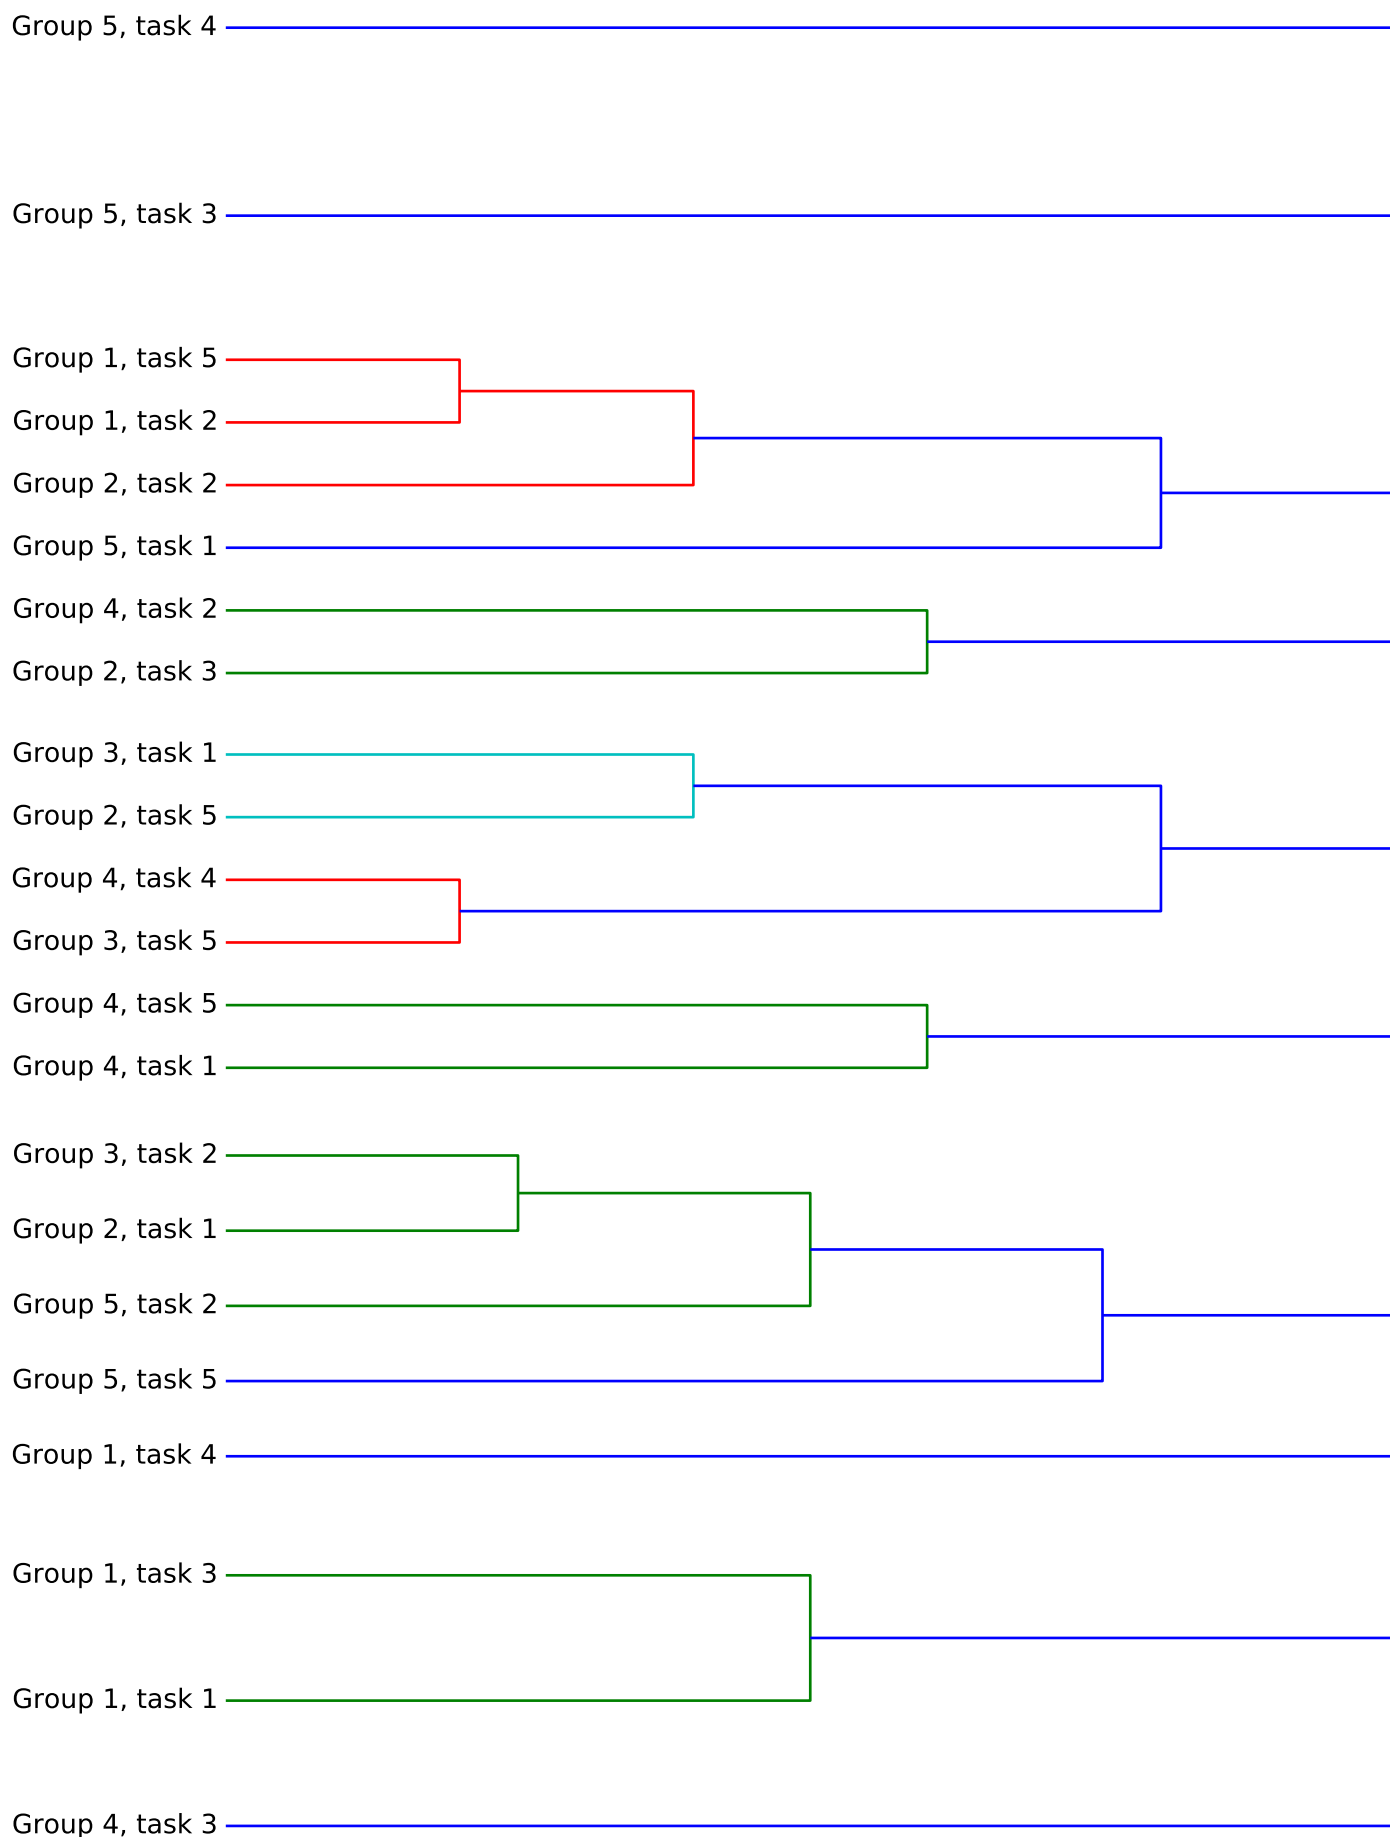 Group 5, task 4
Group 5, task 3
Group 1, task 5
Group 1, task 2
Group 2, task 2
Group 5, task 1
Group 4, task 2
Group 2, task 3
Group 3, task 1
Group 2, task 5
Group 4, task 4
Group 3, task 5
Group 4, task 5
Group 4, task 1
Group 3, task 2
Group 2, task 1
Group 5, task 2
Group 5, task 5
Group 1, task 4
Group 1, task 3
Group 1, task 1
Group 4, task 3